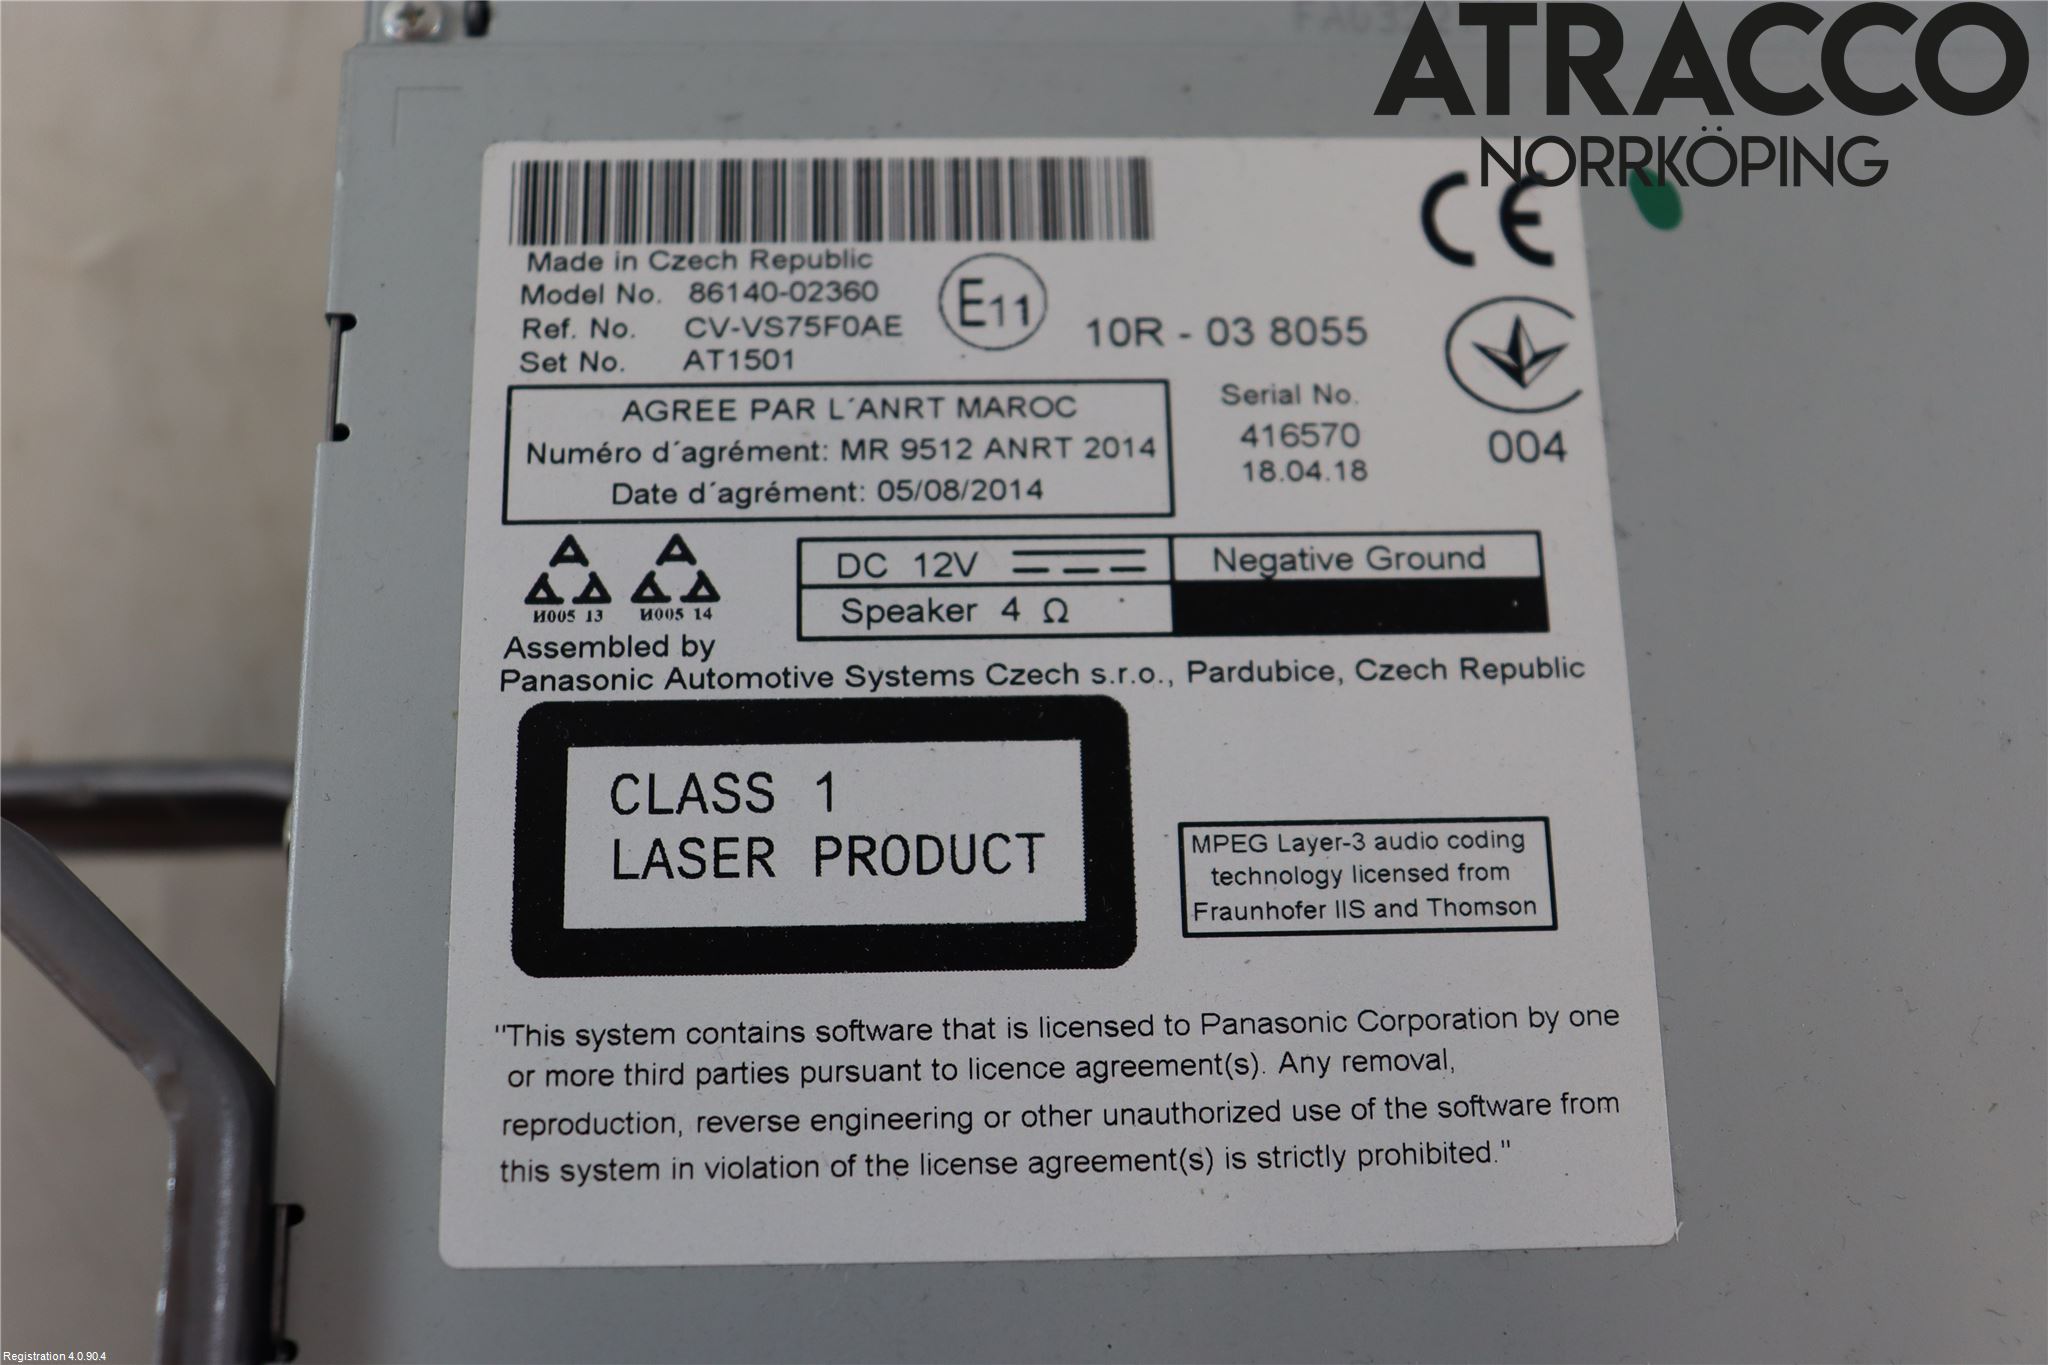 ATRACCO
NORRKÖPING
CE
Made in Czech Republic
Model No. 86140-02360
Ref. No. CV-VS75F0AE
Set No. AT1501
E11
10R - 03 8055
AGREE PAR L´ANRT MAROC
Numéro d´agrément: MR 9512 ANRT 2014
Date d´agrément: 05/08/2014
Serial No.
416570
18.04.18
004
И005 13 И005 14
DC 12V
Negative Ground
Speaker 4 Ω
Assembled by
Panasonic Automotive Systems Czech s.r.o., Pardubice, Czech Republic
CLASS 1
LASER PRODUCT
MPEG Layer-3 audio coding
technology licensed from
Fraunhofer IIS and Thomson
"This system contains software that is licensed to Panasonic Corporation by one
or more third parties pursuant to licence agreement(s). Any removal,
reproduction, reverse engineering or other unauthorized use of the software from
this system in violation of the license agreement(s) is strictly prohibited."
Registration 4.0.90.4